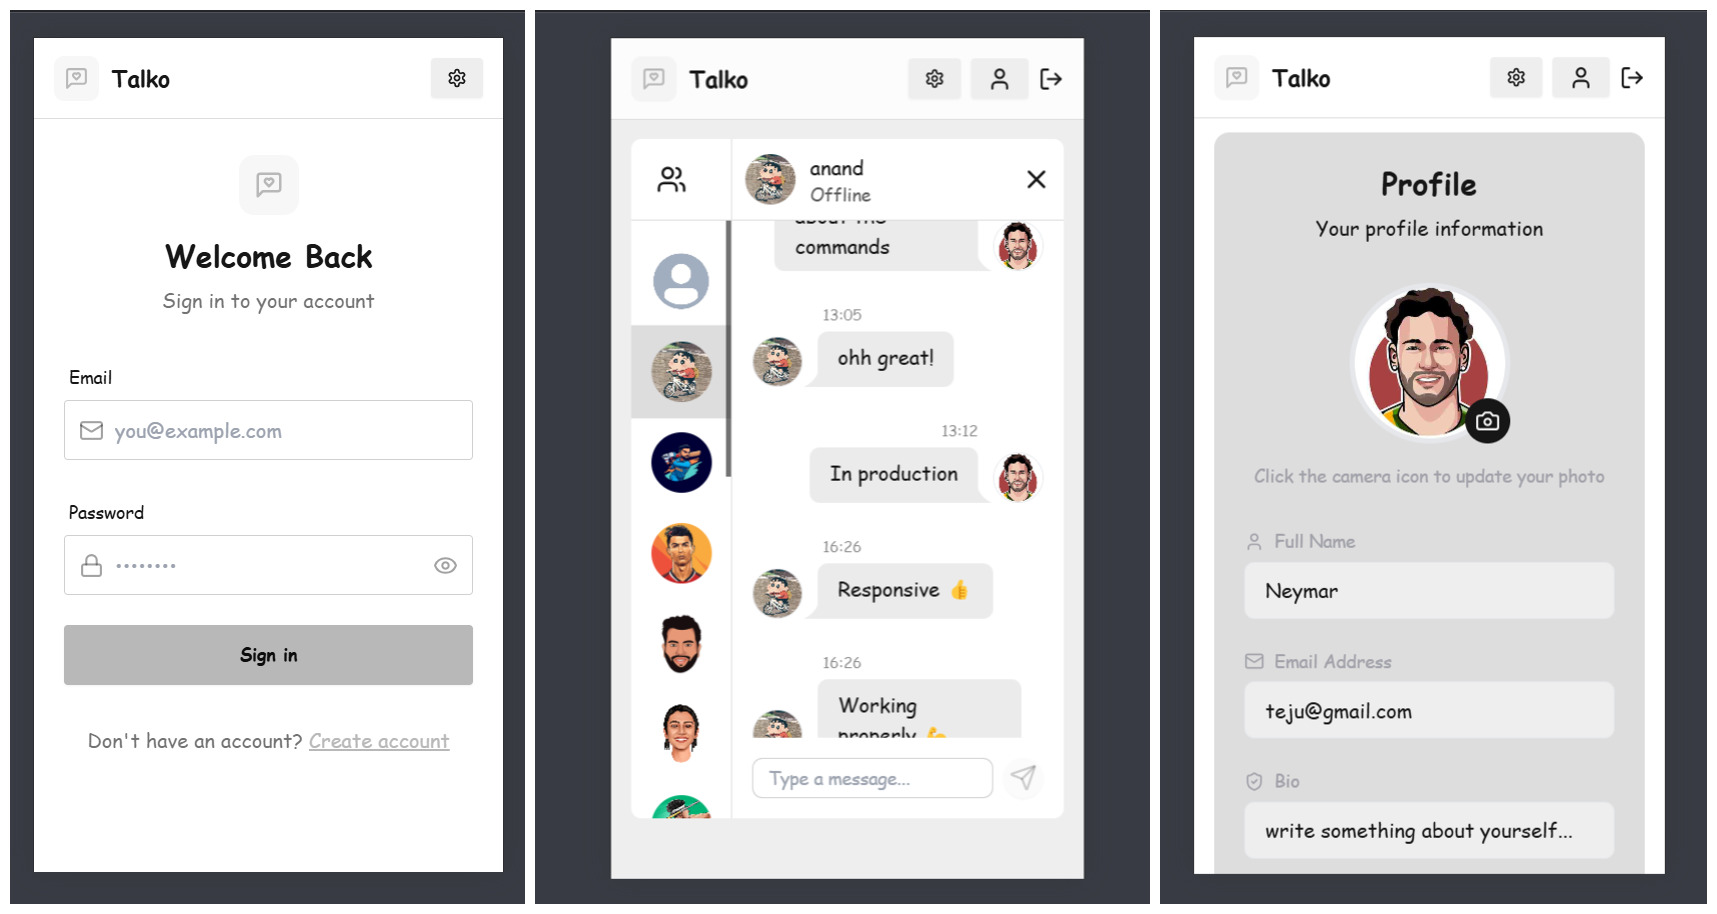 Talko
Welcome Back
Sign in to your account
Email
you@example.com
Password
Sign in
Don't have an account? Create account
Talko
anand
Offline
about the
commands
13:05
ohh great!
13:12
In production
16:26
Responsive 👍
16:26
Working
properly 💪
Type a message...
Talko
Profile
Your profile information
Click the camera icon to update your photo
Full Name
Neymar
Email Address
teju@gmail.com
Bio
write something about yourself...